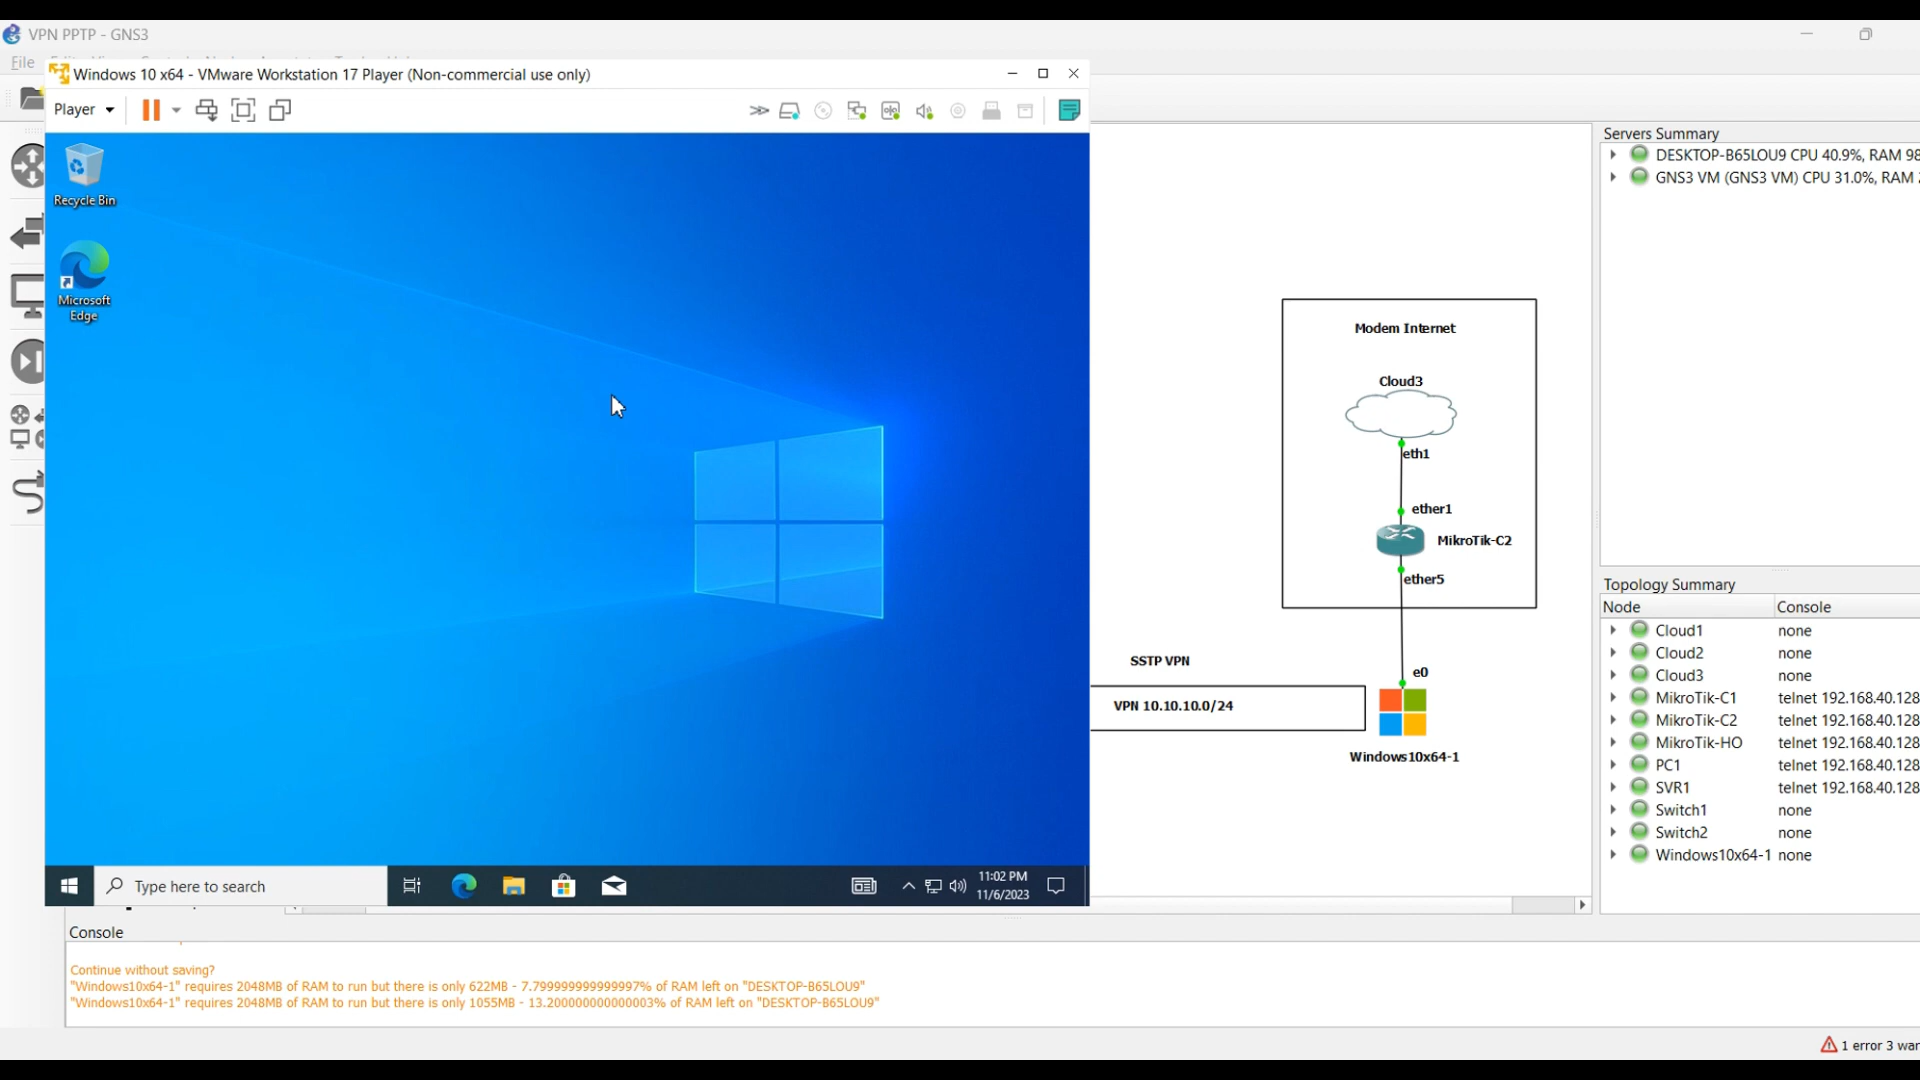 VPN PPTP - GNS3
File
Windows 10 x64 - VMware Workstation 17 Player (Non-commercial use only)
Player
Recycle Bin
Microsoft
Edge
Type here to search
11:02 PM
11/6/2023
Modem Internet
Cloud3
eth1
ether1
MikroTik-C2
ether5
SSTP VPN
e0
VPN 10.10.10.0/24
Windows10x64-1
Servers Summary
DESKTOP-B65LOU9 CPU 40.9%, RAM 98
GNS3 VM (GNS3 VM) CPU 31.0%, RAM
Topology Summary
Node Console
Cloud1 none
Cloud2 none
Cloud3 none
MikroTik-C1 telnet 192.168.40.128
MikroTik-C2 telnet 192.168.40.128
MikroTik-HO telnet 192.168.40.128
PC1 telnet 192.168.40.128
SVR1 telnet 192.168.40.128
Switch1 none
Switch2 none
Windows10x64-1 none
Console
Continue without saving?
"Windows10x64-1" requires 2048MB of RAM to run but there is only 622MB - 7.799999999999997% of RAM left on "DESKTOP-B65LOU9"
"Windows10x64-1" requires 2048MB of RAM to run but there is only 1055MB - 13.200000000000003% of RAM left on "DESKTOP-B65LOU9"
1 error 3 war